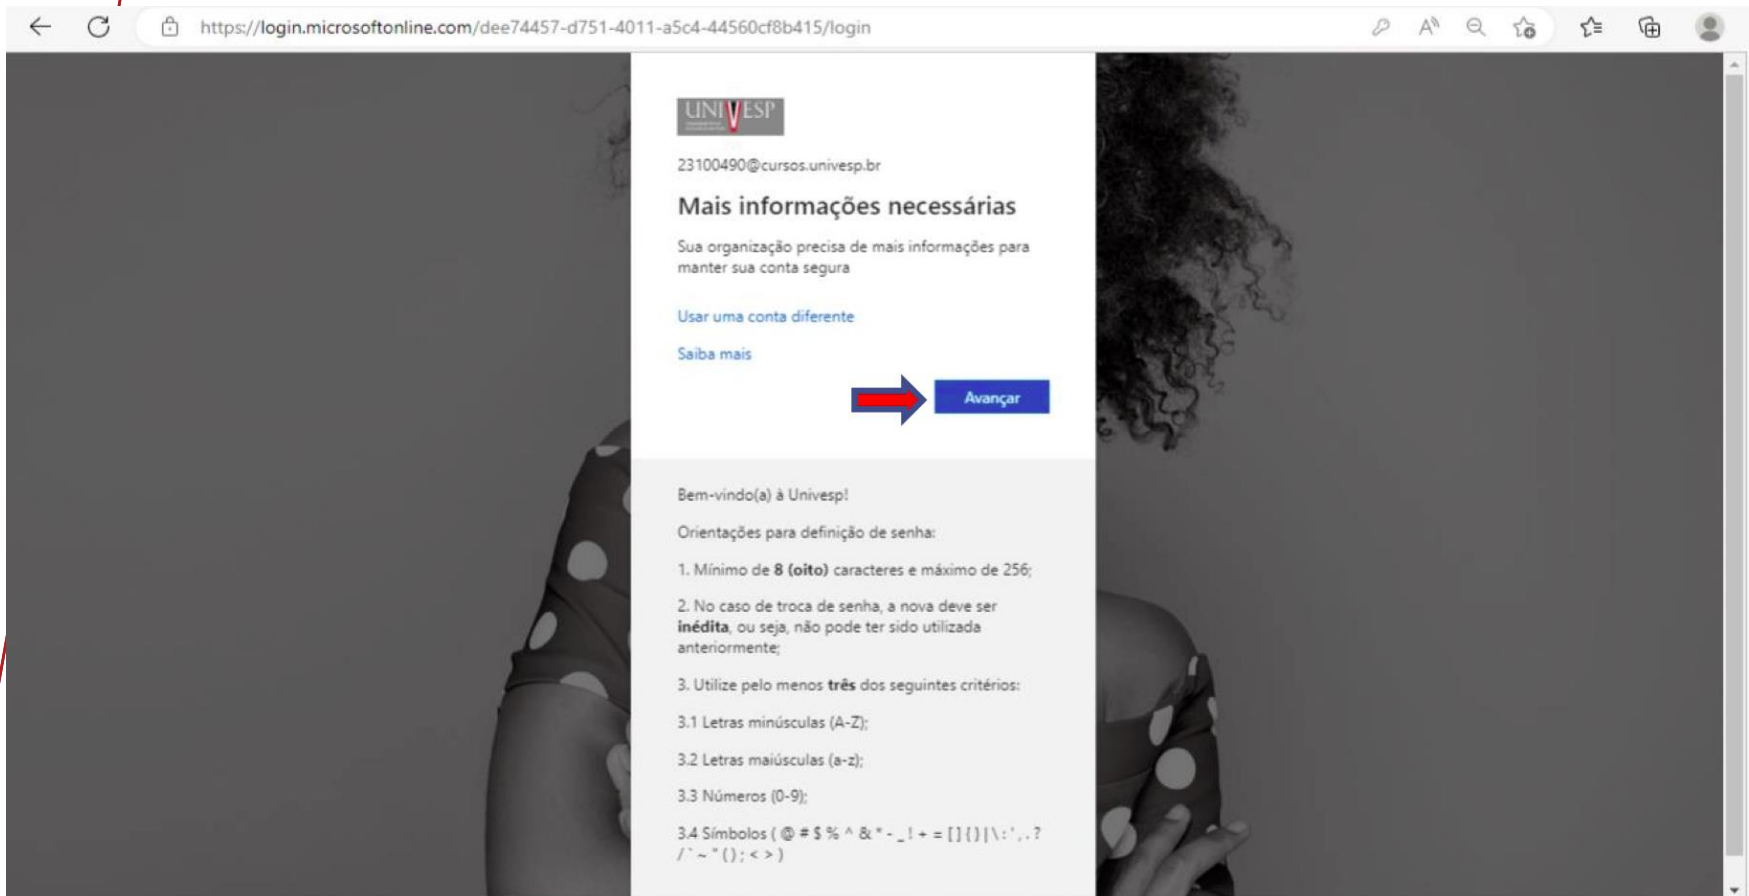 https://login.microsoftonline.com/dee74457-d751-4011-a5c4-44560cf8b415/login
UNIVESP
23100490@cursos.univesp.br
Mais informações necessárias
Sua organização precisa de mais informações para
manter sua conta segura
Usar uma conta diferente
Saiba mais
Avançar
Bem-vindo(a) à Univesp!
Orientações para definição de senha:
1. Mínimo de 8 (oito) caracteres e máximo de 256;
2. No caso de troca de senha, a nova deve ser
inédita, ou seja, não pode ter sido utilizada
anteriormente;
3. Utilize pelo menos três dos seguintes critérios:
3.1 Letras minúsculas (A-Z);
3.2 Letras maiúsculas (a-z);
3.3 Números (0-9);
3.4 Símbolos ( @ # $ % ^ & * - _ ! + = [ ] { } | \ : ' , . ?
/ ` ~ " ( ) ; < > )